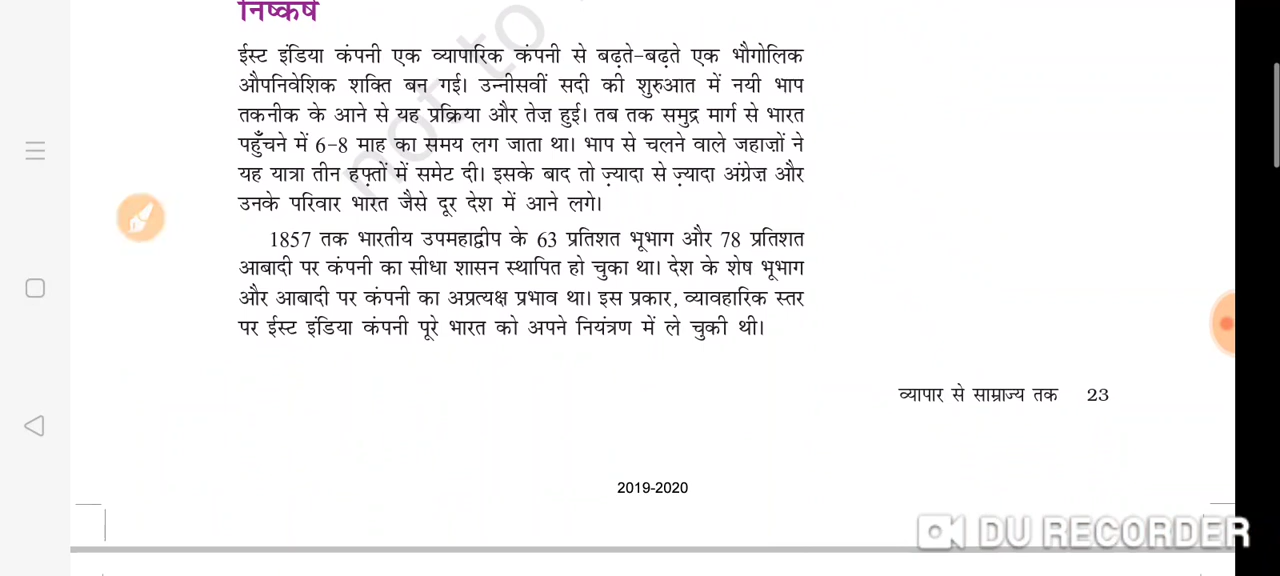 निष्कर्ष
ईस्ट इंडिया कंपनी एक व्यापारिक कंपनी से बढ़ते-बढ़ते एक भौगोलिक
औपनिवेशिक शक्ति बन गई। उन्नीसवीं सदी की शुरुआत में नयी भाप
तकनीक के आने से यह प्रक्रिया और तेज़ हुई। तब तक समुद्र मार्ग से भारत
पहुँचने में 6-8 माह का समय लग जाता था। भाप से चलने वाले जहाज़ों ने
यह यात्रा तीन हफ़्तों में समेट दी। इसके बाद तो ज़्यादा से ज़्यादा अंग्रेज़ और
उनके परिवार भारत जैसे दूर देश में आने लगे।
1857 तक भारतीय उपमहाद्वीप के 63 प्रतिशत भूभाग और 78 प्रतिशत
आबादी पर कंपनी का सीधा शासन स्थापित हो चुका था। देश के शेष भूभाग
और आबादी पर कंपनी का अप्रत्यक्ष प्रभाव था। इस प्रकार, व्यावहारिक स्तर
पर ईस्ट इंडिया कंपनी पूरे भारत को अपने नियंत्रण में ले चुकी थी।
व्यापार से साम्राज्य तक 23
2019-2020
DU RECORDER
not to